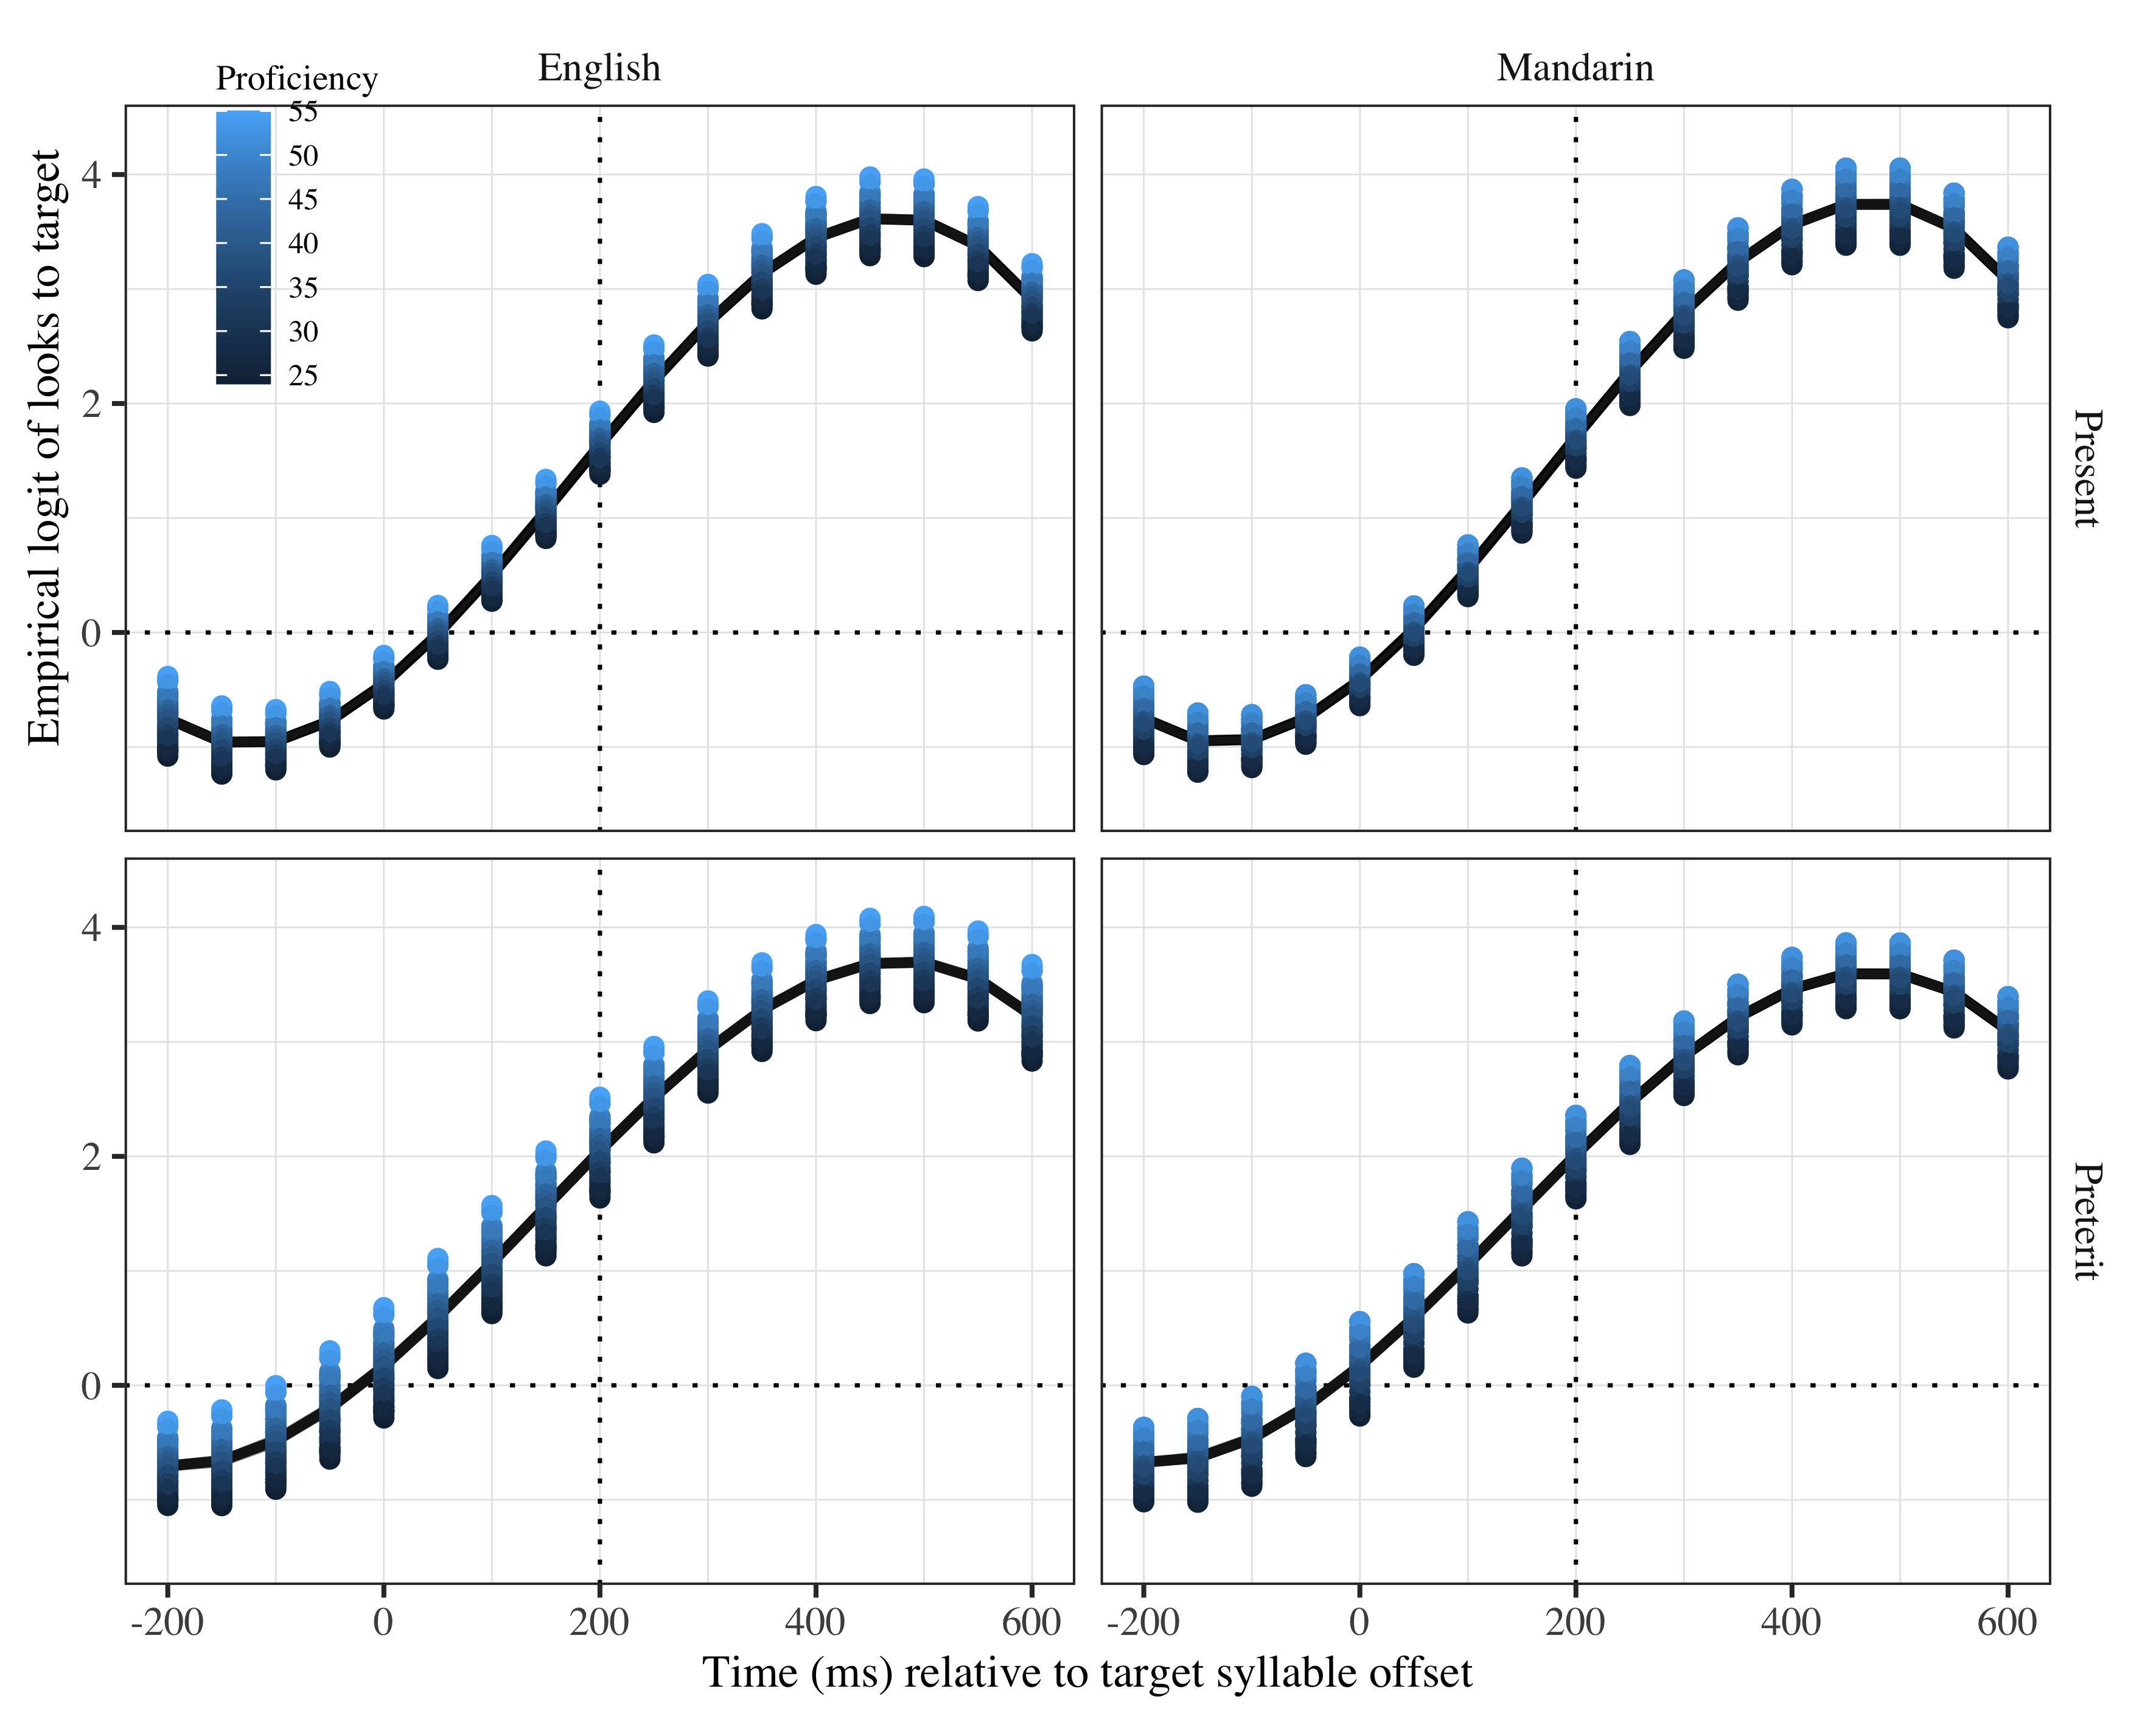 English
Mandarin
Proficiency
55
50
45
40
35
30
25
Empirical logit of looks to target
4
2
0
Present
4
2
0
Preterit
-200 0 200 400 600
-200 0 200 400 600
Time (ms) relative to target syllable offset